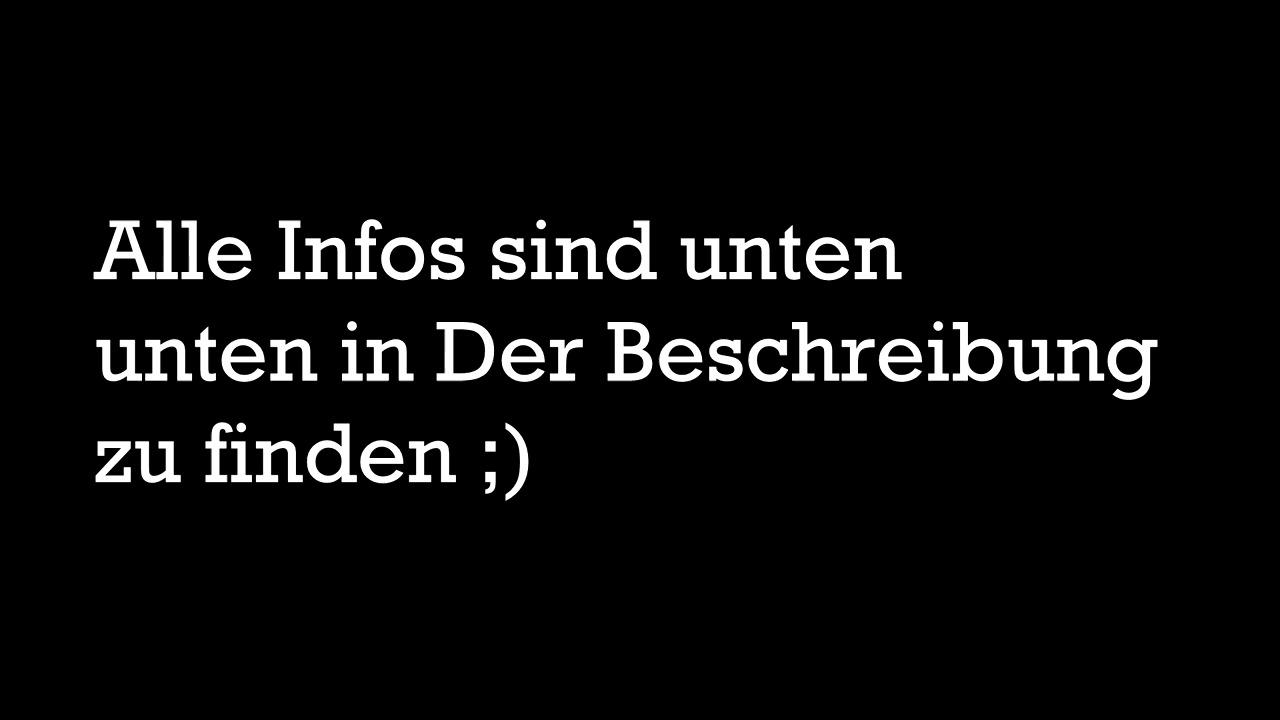 Alle Infos sind unten
unten in Der Beschreibung
zu finden ;)